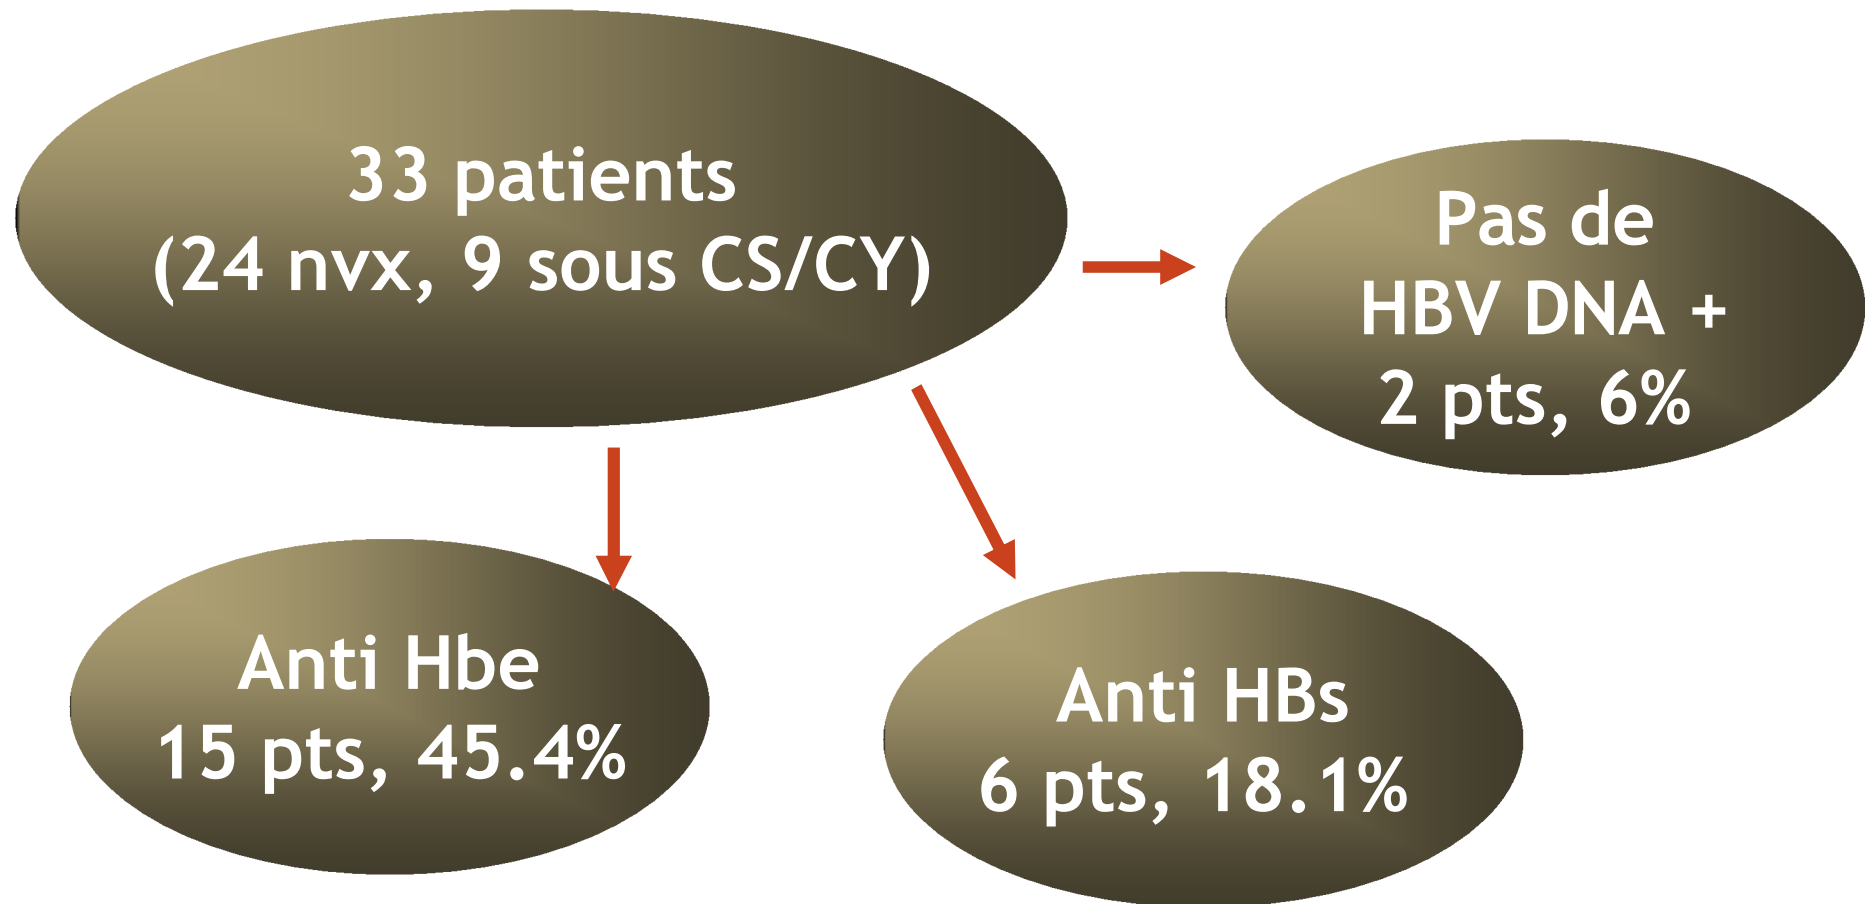 33 patients
(24 nvx, 9 sous CS/CY)
Pas de
HBV DNA +
2 pts, 6%
Anti Hbe
15 pts, 45.4%
Anti HBs
6 pts, 18.1%